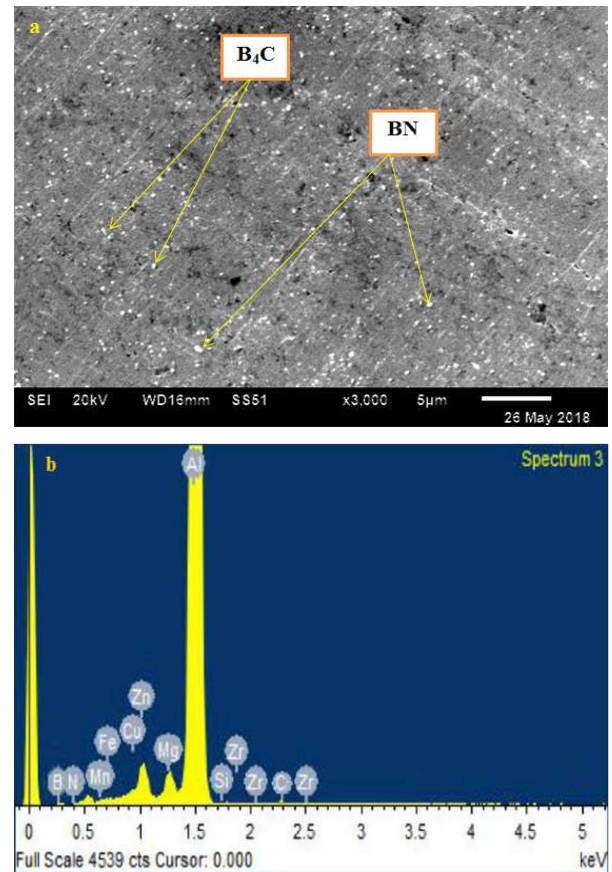 a
B₄C
BN
SEI 20kV WD16mm SS51 x3,000 5µm
26 May 2018
b
Spectrum 3
Al
Zn
Cu
Fe
Mg
Zr
B N Mn Si Zr C Zr
0 0.5 1 1.5 2 2.5 3 3.5 4 4.5 5
Full Scale 4539 cts Cursor: 0.000 keV